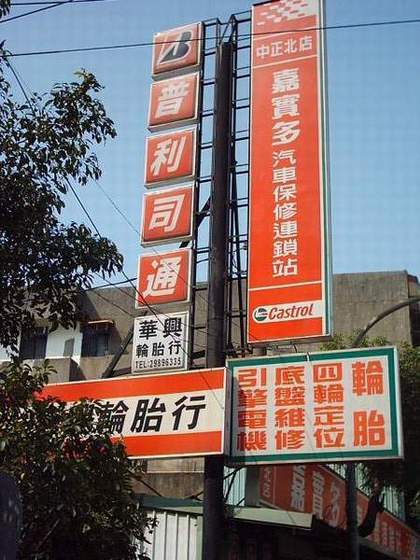 B
普利司通
華興
輪胎行
TEL:29896335
中正北店
嘉實多汽車保修連鎖站
Castrol
輪胎行
輪胎
四輪定位
底盤維修
引擎電機